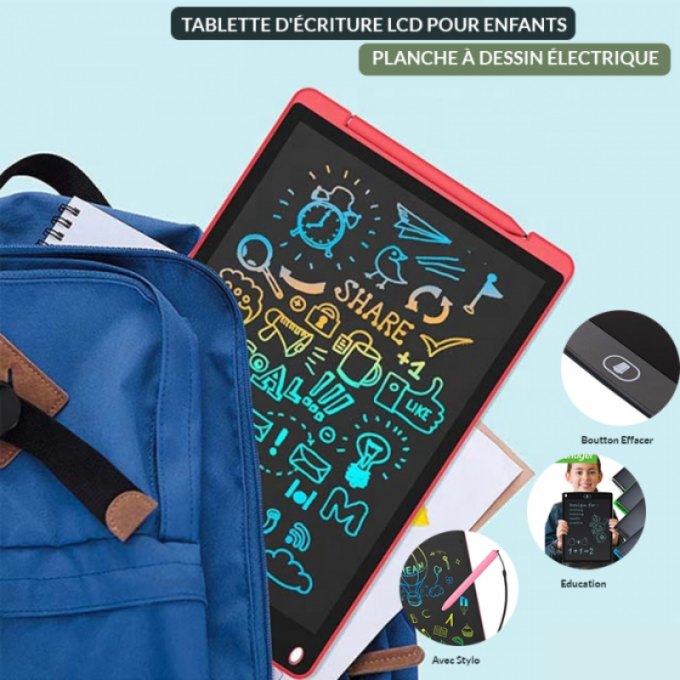 TABLETTE D'ÉCRITURE LCD POUR ENFANTS
PLANCHE À DESSIN ÉLECTRIQUE
SHARE
+1
GOAL!!!
LIKE
M
Boutton Effacer
Education
Avec Stylo